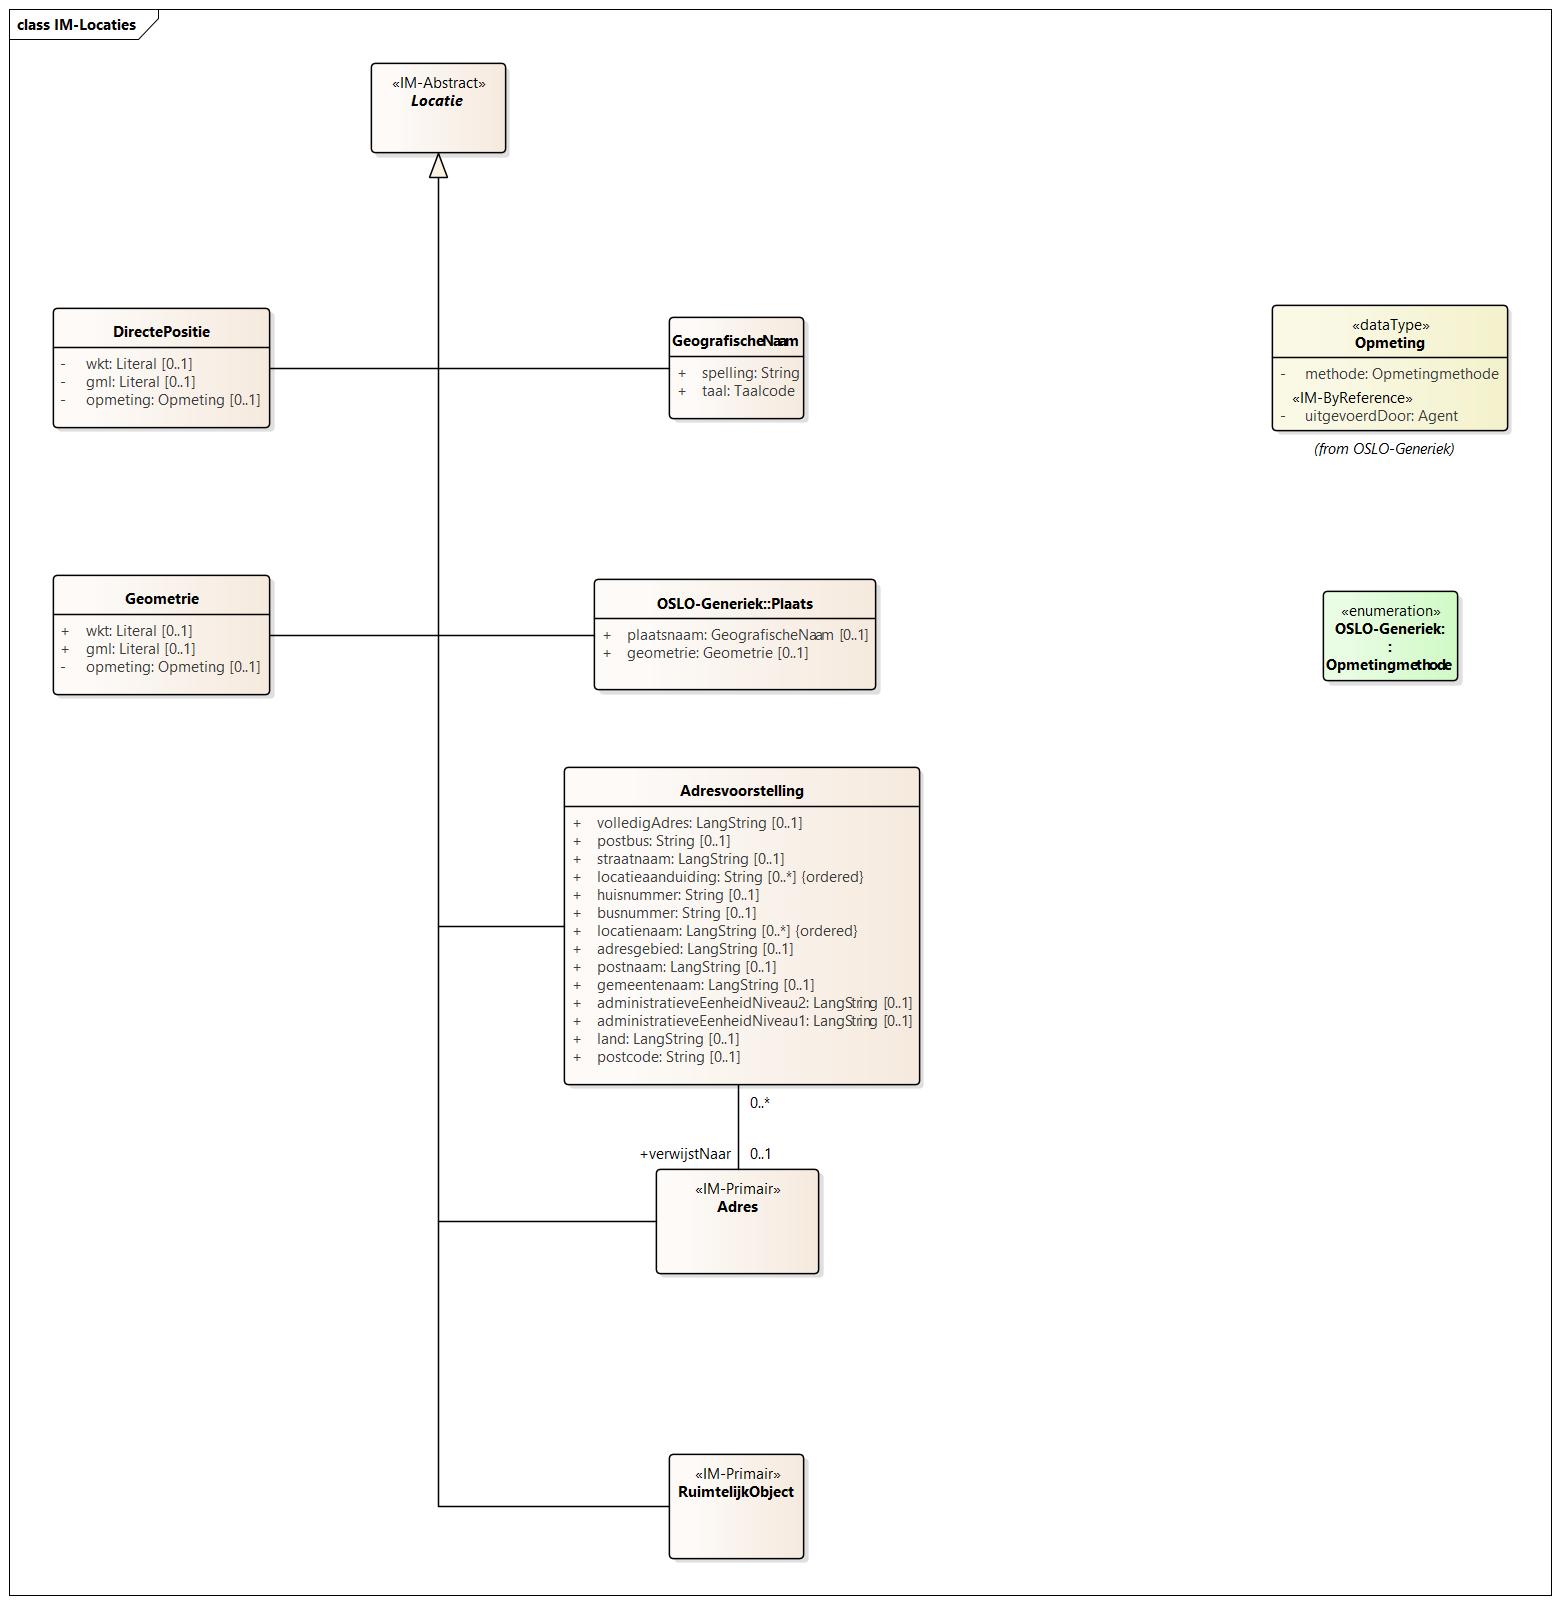 class IM-Locaties
«IM-Abstract»
Locatie
DirectePositie
- wkt: Literal [0..1]
- gml: Literal [0..1]
- opmeting: Opmeting [0..1]
GeografischeNaam
+ spelling: String
+ taal: Taalcode
«dataType»
Opmeting
- methode: Opmetingmethode
«IM-ByReference»
- uitgevoerdDoor: Agent
(from OSLO-Generiek)
Geometrie
+ wkt: Literal [0..1]
+ gml: Literal [0..1]
- opmeting: Opmeting [0..1]
OSLO-Generiek::Plaats
+ plaatsnaam: GeografischeNaam [0..1]
+ geometrie: Geometrie [0..1]
«enumeration»
OSLO-Generiek:
:
Opmetingmethode
Adresvoorstelling
+ volledigAdres: LangString [0..1]
+ postbus: String [0..1]
+ straatnaam: LangString [0..1]
+ locatieaanduiding: String [0..*] {ordered}
+ huisnummer: String [0..1]
+ busnummer: String [0..1]
+ locatienaam: LangString [0..*] {ordered}
+ adresgebied: LangString [0..1]
+ postnaam: LangString [0..1]
+ gemeentenaam: LangString [0..1]
+ administratieveEenheidNiveau2: LangString [0..1]
+ administratieveEenheidNiveau1: LangString [0..1]
+ land: LangString [0..1]
+ postcode: String [0..1]
0..*
+verwijstNaar 0..1
«IM-Primair»
Adres
«IM-Primair»
RuimtelijkObject